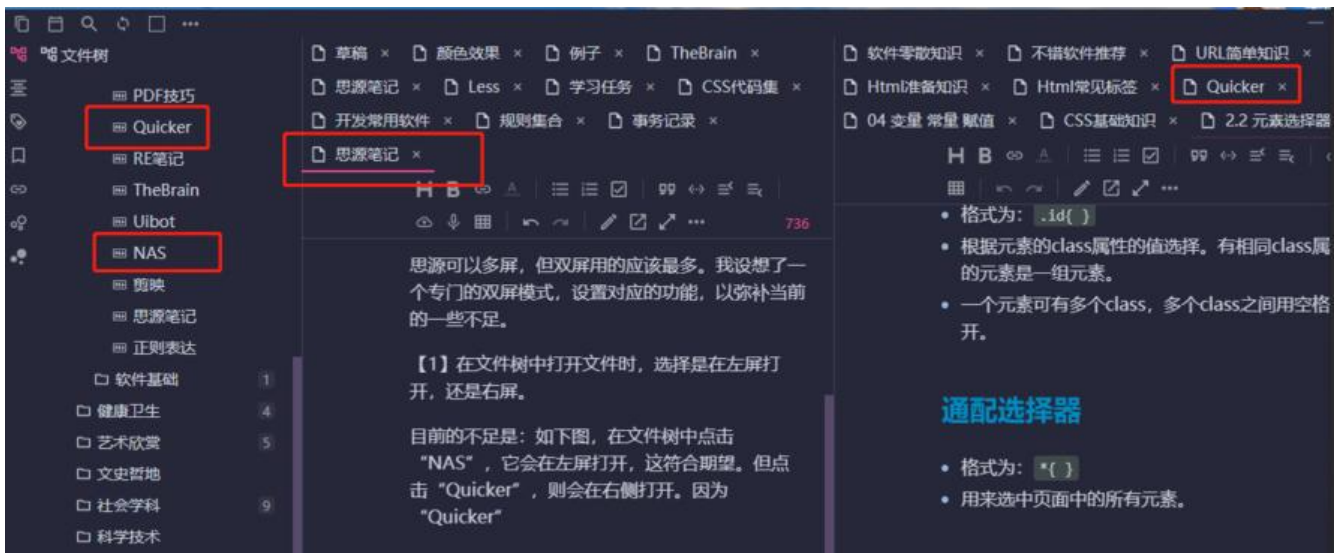 文件树
PDF技巧
Quicker
RE笔记
TheBrain
Uibot
NAS
剪映
思源笔记
正则表达
软件基础 1
健康卫生 4
艺术欣赏 5
文史哲地
社会学科 9
科学技术
草稿 × 颜色效果 × 例子 × TheBrain ×
思源笔记 × Less × 学习任务 × CSS代码集 ×
开发常用软件 × 规则集合 × 事务记录 ×
思源笔记 ×
H B A
736
思源可以多屏，但双屏用的应该最多。我设想了一
个专门的双屏模式，设置对应的功能，以弥补当前
的一些不足。
【1】在文件树中打开文件时，选择是在左屏打
开，还是右屏。
目前的不足是：如下图，在文件树中点击
“NAS”，它会在左屏打开，这符合期望。但点
击“Quicker”，则会在右侧打开。因为
“Quicker”
软件零散知识 × 不错软件推荐 × URL简单知识 ×
Html准备知识 × Html常见标签 × Quicker ×
04 变量 常量 赋值 × CSS基础知识 × 2.2 元素选择器
H B A
• 格式为： .id{ }
• 根据元素的class属性的值选择。有相同class属
的元素是一组元素。
• 一个元素可有多个class，多个class之间用空格
开。
通配选择器
• 格式为： *{ }
• 用来选中页面中的所有元素。